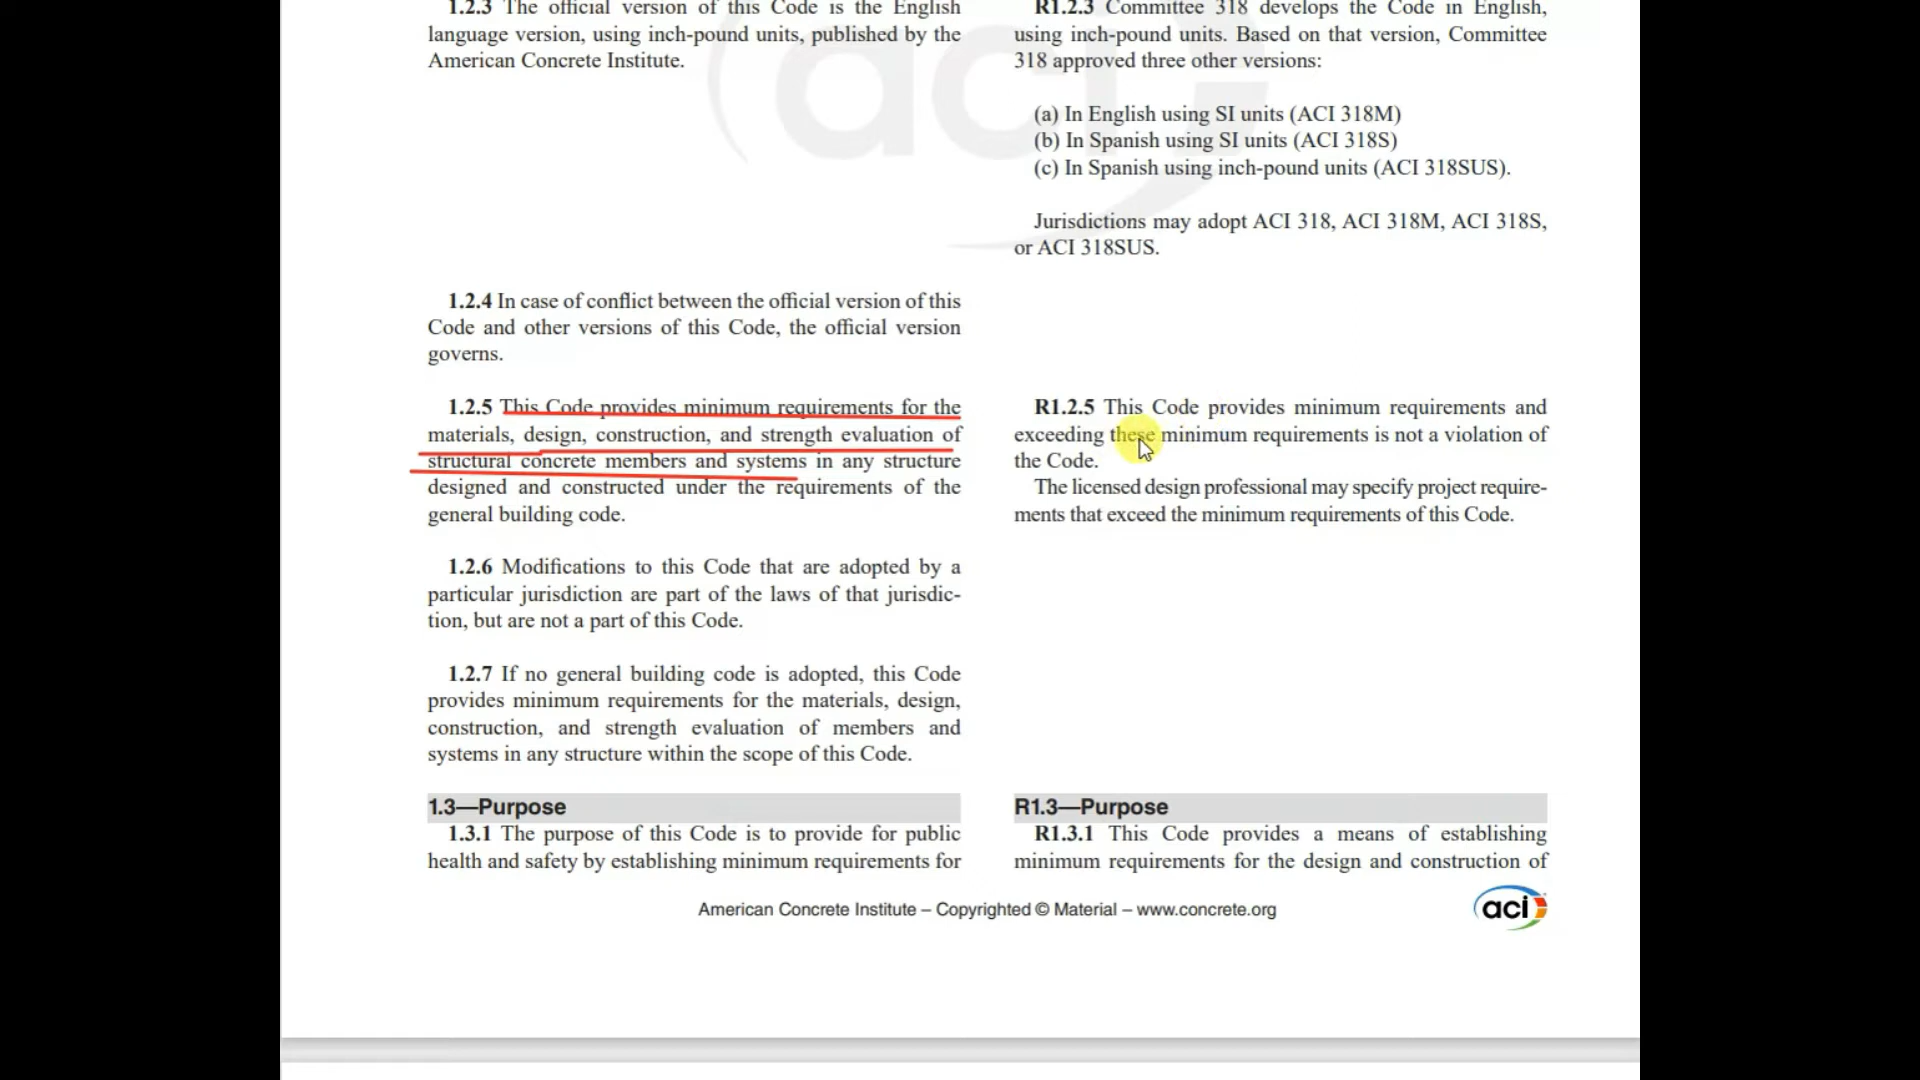 1.2.3 The official version of this Code is the English
language version, using inch-pound units, published by the
American Concrete Institute.
1.2.4 In case of conflict between the official version of this
Code and other versions of this Code, the official version
governs.
1.2.5 This Code provides minimum requirements for the
materials, design, construction, and strength evaluation of
structural concrete members and systems in any structure
designed and constructed under the requirements of the
general building code.
1.2.6 Modifications to this Code that are adopted by a
particular jurisdiction are part of the laws of that jurisdic-
tion, but are not a part of this Code.
1.2.7 If no general building code is adopted, this Code
provides minimum requirements for the materials, design,
construction, and strength evaluation of members and
systems in any structure within the scope of this Code.
1.3—Purpose
1.3.1 The purpose of this Code is to provide for public
health and safety by establishing minimum requirements for
R1.2.3 Committee 318 develops the Code in English,
using inch-pound units. Based on that version, Committee
318 approved three other versions:
(a) In English using SI units (ACI 318M)
(b) In Spanish using SI units (ACI 318S)
(c) In Spanish using inch-pound units (ACI 318SUS).
Jurisdictions may adopt ACI 318, ACI 318M, ACI 318S,
or ACI 318SUS.
R1.2.5 This Code provides minimum requirements and
exceeding these minimum requirements is not a violation of
the Code.
The licensed design professional may specify project require-
ments that exceed the minimum requirements of this Code.
R1.3—Purpose
R1.3.1 This Code provides a means of establishing
minimum requirements for the design and construction of
American Concrete Institute – Copyrighted © Material – www.concrete.org
aci
aci